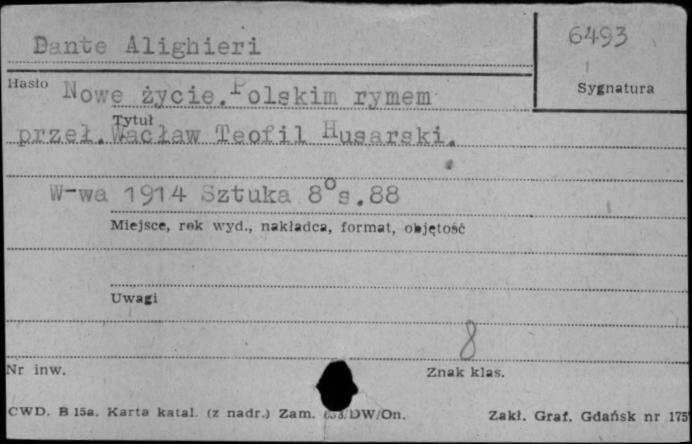 Dante Alighieri
6493
Hasło
Sygnatura
Nowe życie. Polskim rymem
Tytuł
przeł. Wacław Teofil Husarski.
W-wa 1914 Sztuka 8° s. 88
Miejsce, rok wyd., nakładca, format, objętość
Uwagi
8
Nr inw.
Znak klas.
CWD. B 15a. Karta katal. (z nadr.) Zam. DW/On.
Zakł. Graf. Gdańsk nr 175